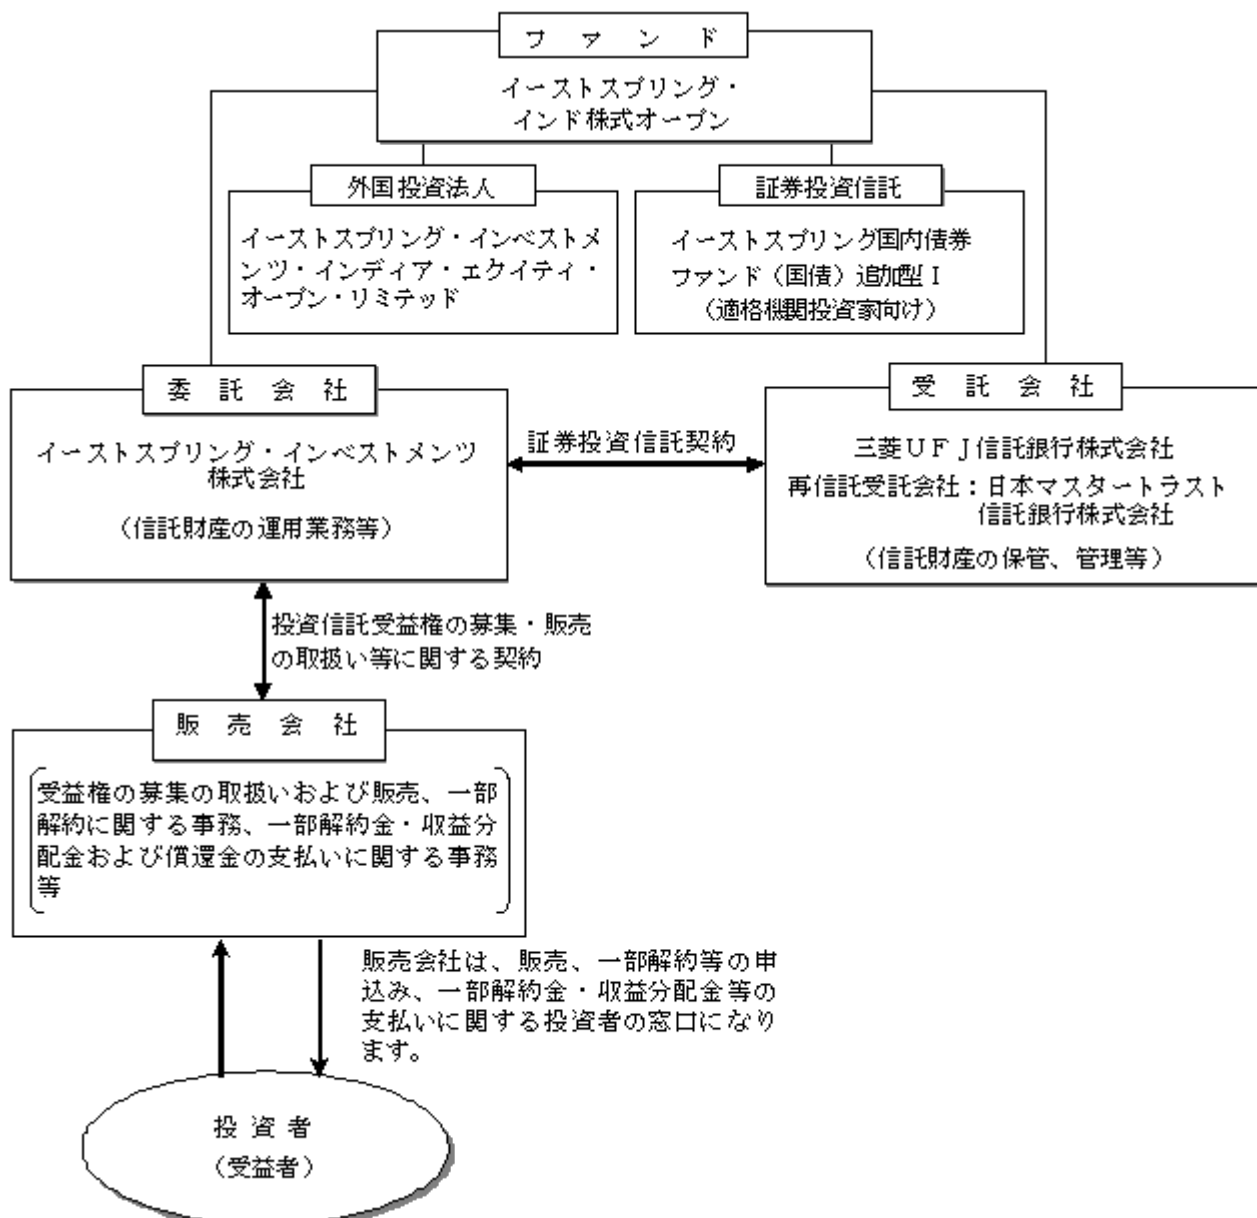 ファンド
イーストスプリング・
インド株式オープン
外国投資法人
イーストスプリング・インベストメ
ンツ・インディア・エクイティ・
オープン・リミテッド
証券投資信託
イーストスプリング国内債券
ファンド（国債）追加型Ⅰ
（適格機関投資家向け）
委託会社
イーストスプリング・インベストメンツ
株式会社
（信託財産の運用業務等）
証券投資信託契約
受託会社
三菱ＵＦＪ信託銀行株式会社
再信託受託会社：日本マスタートラスト
信託銀行株式会社
（信託財産の保管、管理等）
投資信託受益権の募集・販売
の取扱い等に関する契約
販売会社
受益権の募集の取扱いおよび販売、一部
解約に関する事務、一部解約金・収益分
配金および償還金の支払いに関する事務
等
販売会社は、販売、一部解約等の申
込み、一部解約金・収益分配金等の
支払いに関する投資者の窓口になり
ます。
投資者
（受益者）